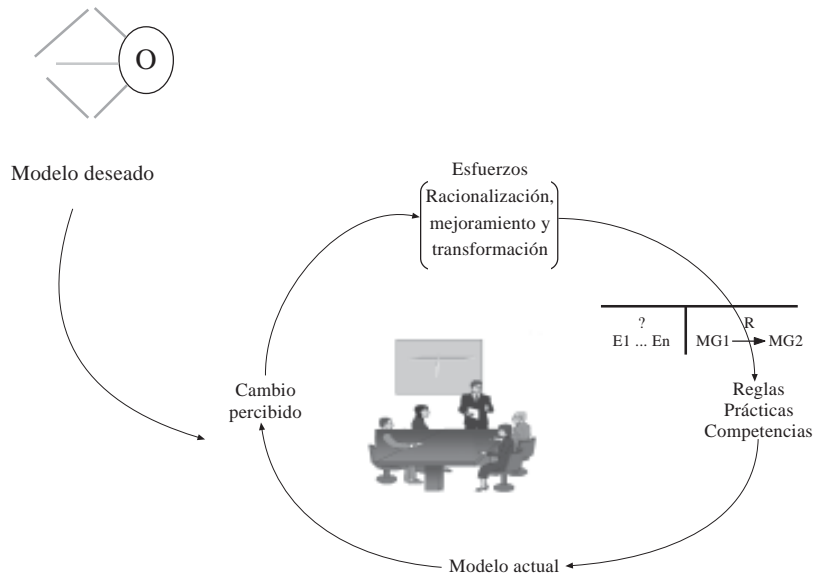 O
Modelo deseado
Esfuerzos
Racionalización,
mejoramiento y
transformación
?
R
E1 ... En
MG1
MG2
Cambio
percibido
Reglas
Prácticas
Competencias
Modelo actual